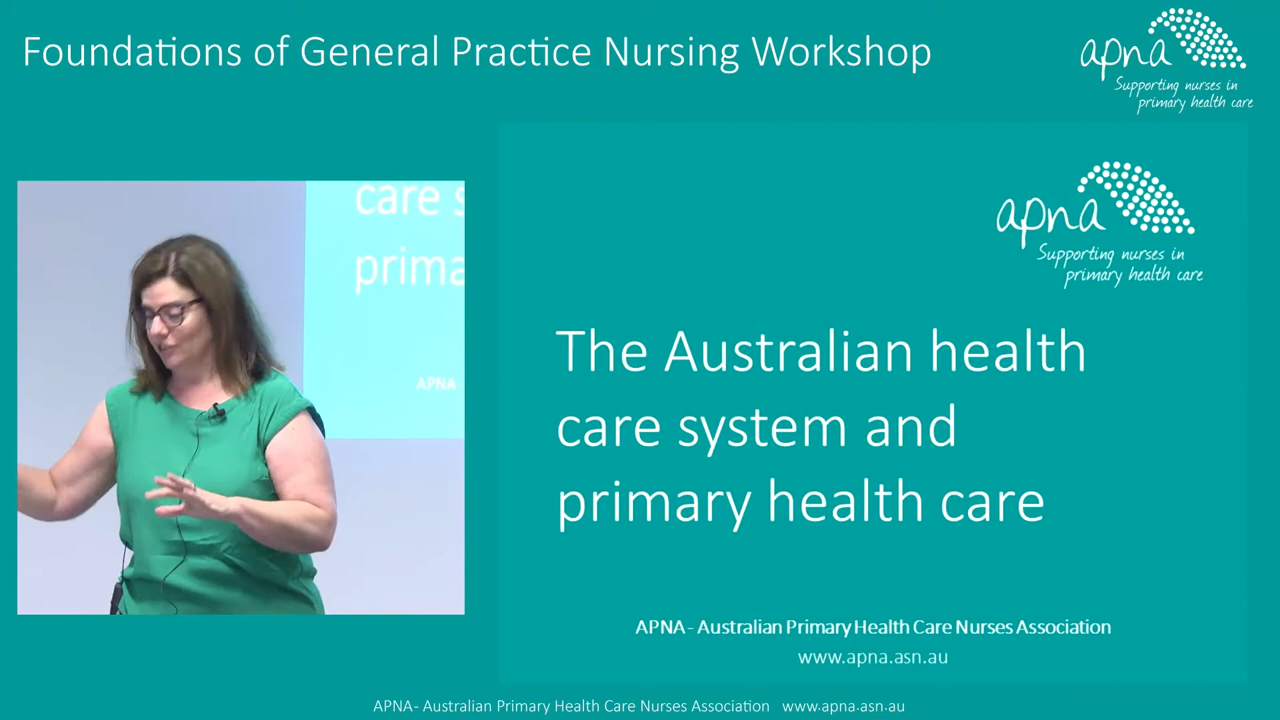 Foundations of General Practice Nursing Workshop
apna
Supporting nurses in
primary health care
care s
prima
APNA
apna
Supporting nurses in
primary health care
The Australian health
care system and
primary health care
APNA - Australian Primary Health Care Nurses Association
www.apna.asn.au
APNA- Australian Primary Health Care Nurses Association www.apna.asn.au